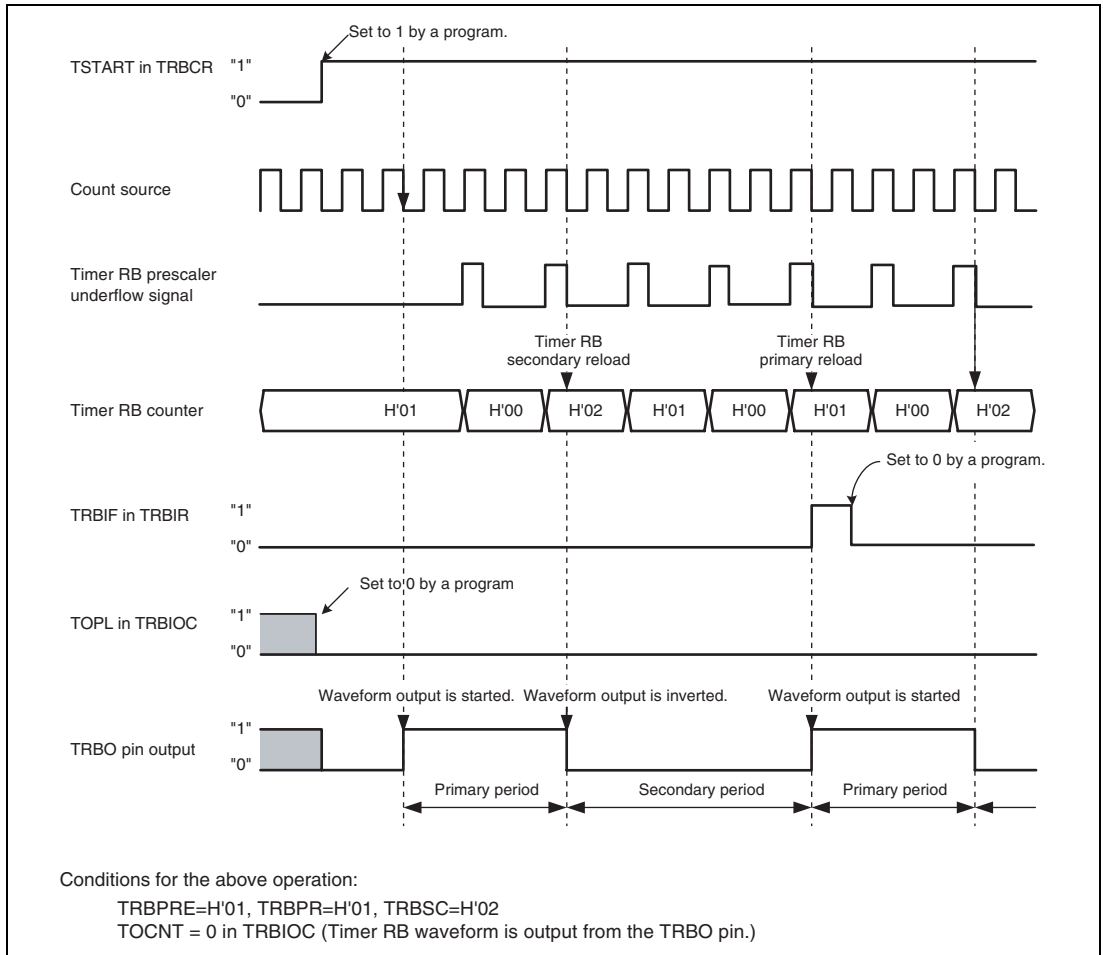 Set to 1 by a program.
TSTART in TRBCR
"1"
"0"
Count source
Timer RB prescaler
underflow signal
Timer RB
secondary reload
Timer RB
primary reload
Timer RB counter
H'01
H'00
H'02
H'01
H'00
H'01
H'00
H'02
Set to 0 by a program.
TRBIF in TRBIR
"1"
"0"
Set to 0 by a program
TOPL in TRBIOC
"1"
"0"
Waveform output is started.
Waveform output is inverted.
Waveform output is started
TRBO pin output
"1"
"0"
Primary period
Secondary period
Primary period
Conditions for the above operation:
TRBPRE=H'01, TRBPR=H'01, TRBSC=H'02
TOCNT = 0 in TRBIOC (Timer RB waveform is output from the TRBO pin.)